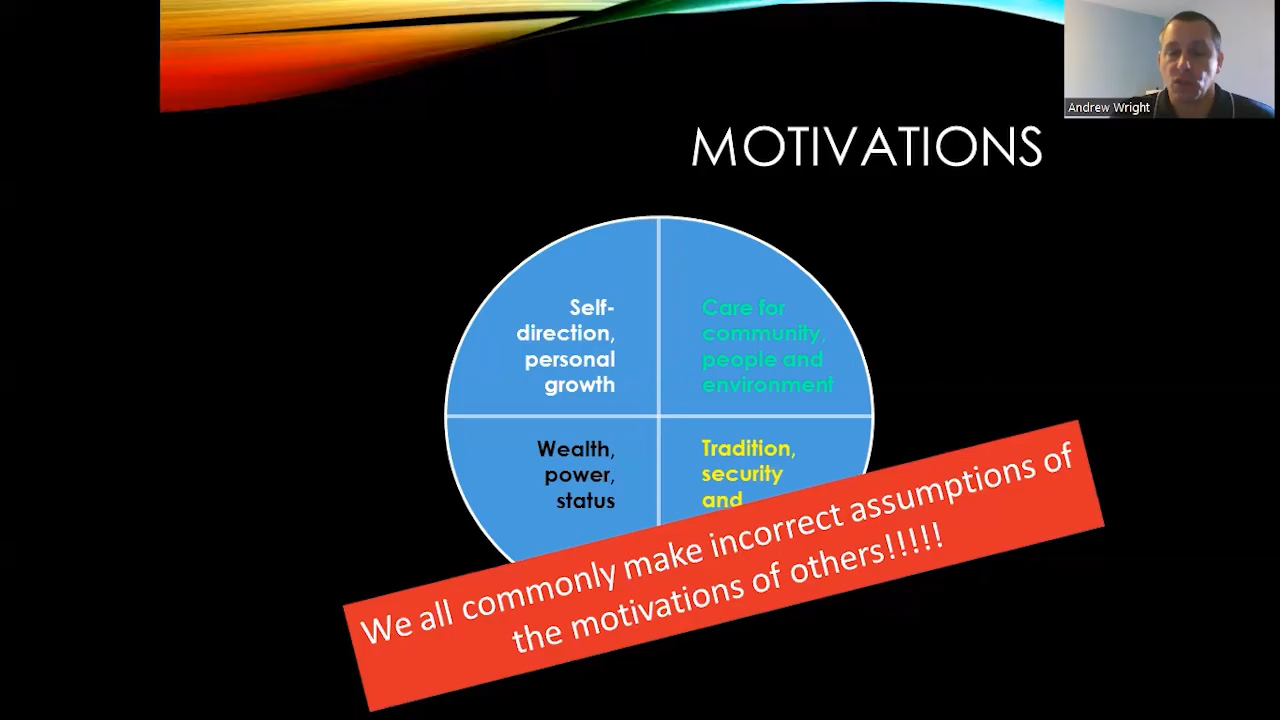 Andrew Wright
MOTIVATIONS
Self-
direction,
personal
growth
Care for
community,
people and
environment
Wealth,
power,
status
Tradition,
security
and
We all commonly make incorrect assumptions of
the motivations of others!!!!!